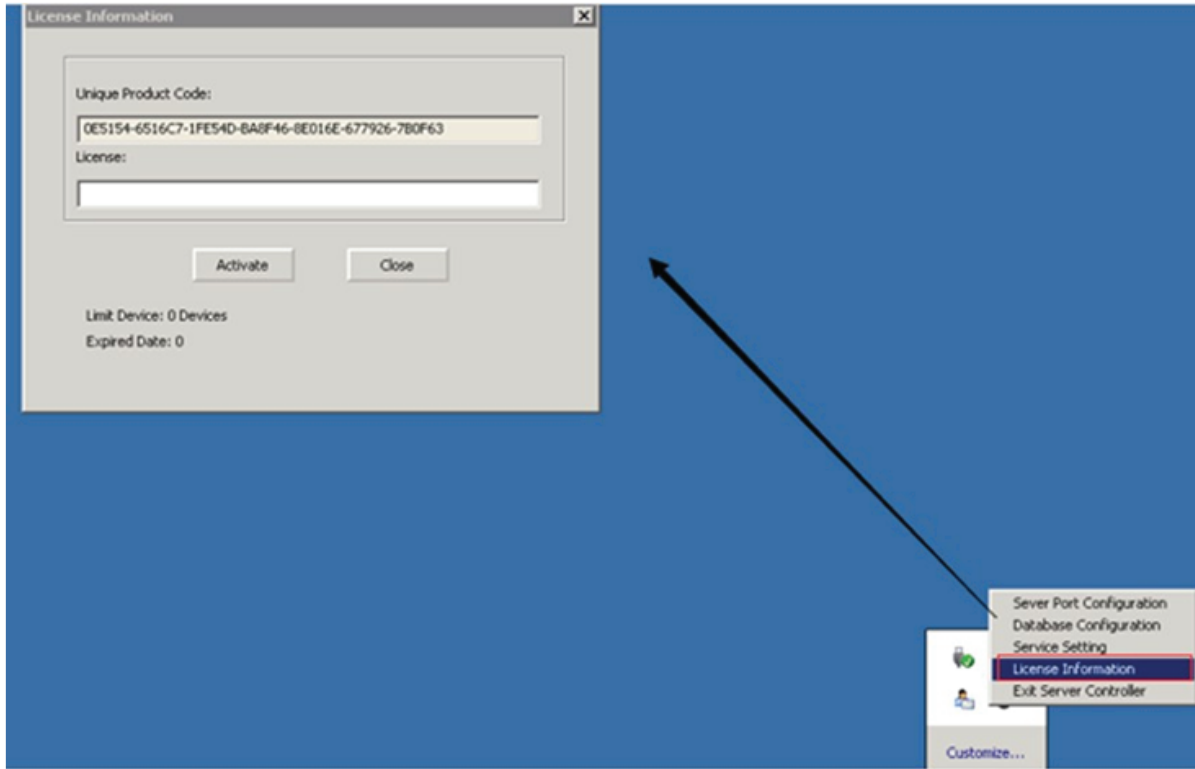 License Information
Unique Product Code:
0E5154-6516C7-1FE54D-BA8F46-8E016E-677926-7B0F63
License:
Activate
Close
Limit Device: 0 Devices
Expired Date: 0
Sever Port Configuration
Database Configuration
Service Setting
License Information
Exit Server Controller
Customize...